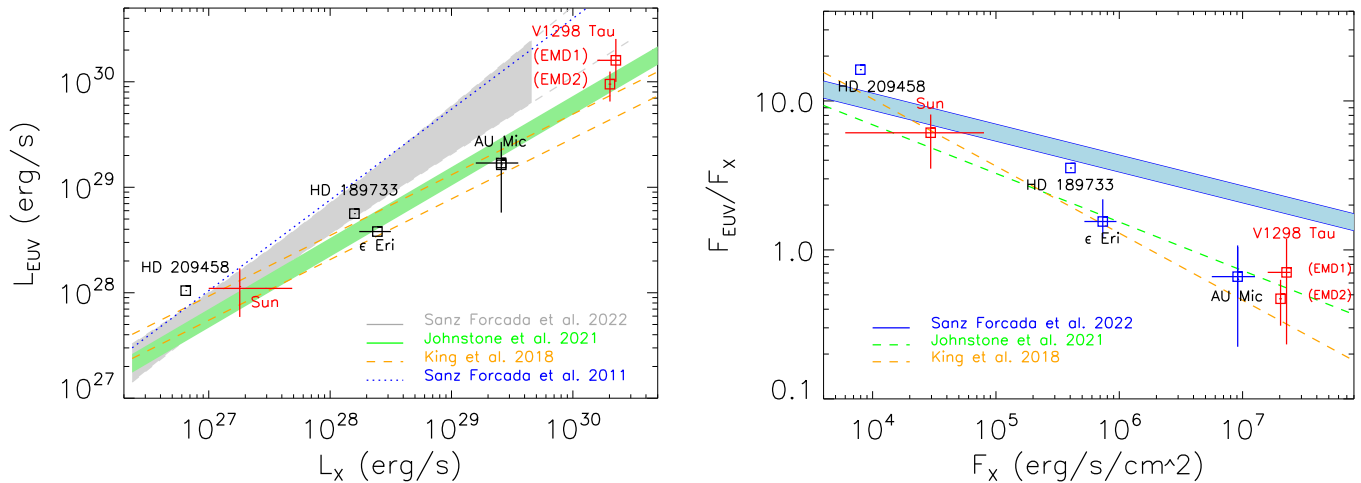 10^30
10^29
10^28
10^27
L_EUV (erg/s)
V1298 Tau
(EMD1)
(EMD2)
AU Mic
HD 189733
ε Eri
HD 209458
Sun
Sanz Forcada et al. 2022
Johnstone et al. 2021
King et al. 2018
Sanz Forcada et al. 2011
10^27 10^28 10^29 10^30
L_X (erg/s)
10.0
1.0
0.1
F_EUV/F_X
HD 209458
Sun
HD 189733
ε Eri
V1298 Tau
(EMD1)
AU Mic
(EMD2)
Sanz Forcada et al. 2022
Johnstone et al. 2021
King et al. 2018
10^4 10^5 10^6 10^7
F_X (erg/s/cm^2)